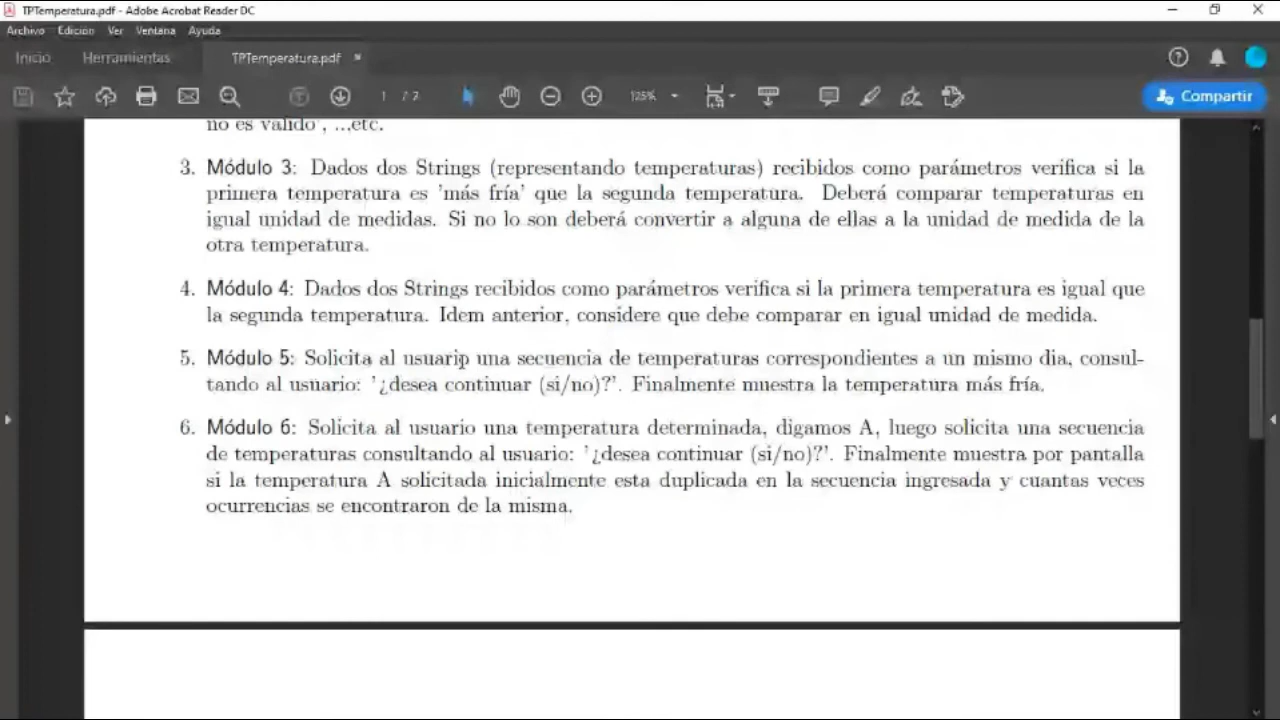 TPTemperatura.pdf - Adobe Acrobat Reader DC
Archivo Edición Ver Ventana Ayuda
Inicio Herramientas TPTemperatura.pdf ×
1 / 2 125% Compartir
no es valido', ...etc.
3. Módulo 3: Dados dos Strings (representando temperaturas) recibidos como parámetros verifica si la
primera temperatura es 'más fría' que la segunda temperatura. Deberá comparar temperaturas en
igual unidad de medidas. Si no lo son deberá convertir a alguna de ellas a la unidad de medida de la
otra temperatura.
4. Módulo 4: Dados dos Strings recibidos como parámetros verifica si la primera temperatura es igual que
la segunda temperatura. Idem anterior, considere que debe comparar en igual unidad de medida.
5. Módulo 5: Solicita al usuario una secuencia de temperaturas correspondientes a un mismo dia, consul-
tando al usuario: '¿desea continuar (si/no)?'. Finalmente muestra la temperatura más fría.
6. Módulo 6: Solicita al usuario una temperatura determinada, digamos A, luego solicita una secuencia
de temperaturas consultando al usuario: '¿desea continuar (si/no)?'. Finalmente muestra por pantalla
si la temperatura A solicitada inicialmente esta duplicada en la secuencia ingresada y cuantas veces
ocurrencias se encontraron de la misma.